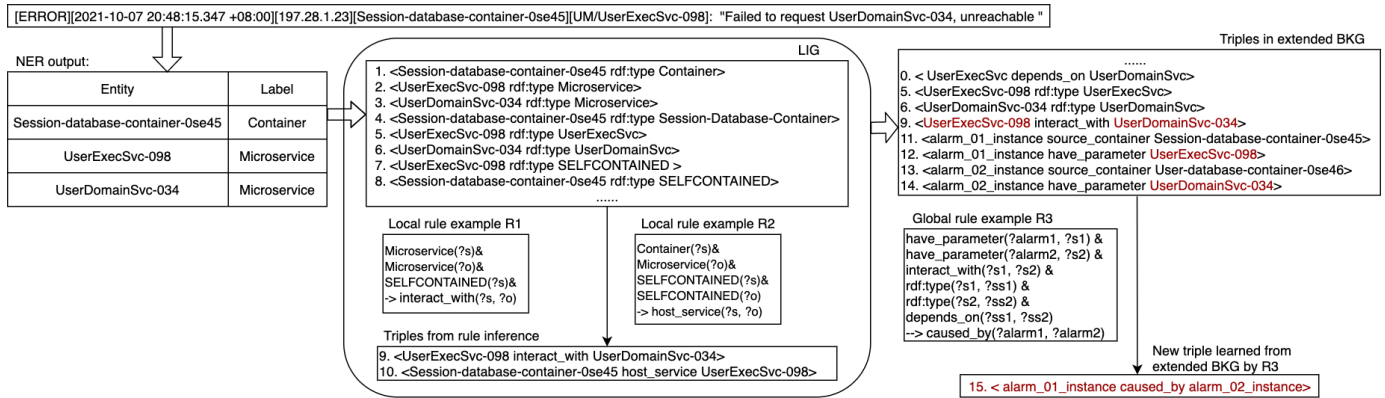 [ERROR][2021-10-07 20:48:15.347 +08:00][197.28.1.23][Session-database-container-0se45][UM/UserExecSvc-098]: "Failed to request UserDomainSvc-034, unreachable "
NER output:
Entity Label
Session-database-container-0se45 Container
UserExecSvc-098 Microservice
UserDomainSvc-034 Microservice
LIG
1. <Session-database-container-0se45 rdf:type Container>
2. <UserExecSvc-098 rdf:type Microservice>
3. <UserDomainSvc-034 rdf:type Microservice>
4. <Session-database-container-0se45 rdf:type Session-Database-Container>
5. <UserExecSvc-098 rdf:type UserExecSvc>
6. <UserDomainSvc-034 rdf:type UserDomainSvc>
7. <UserExecSvc-098 rdf:type SELFCONTAINED >
8. <Session-database-container-0se45 rdf:type SELFCONTAINED>
......
Local rule example R1
Microservice(?s)&
Microservice(?o)&
SELFCONTAINED(?s)&
-> interact_with(?s, ?o)
Local rule example R2
Container(?s)&
Microservice(?o)&
SELFCONTAINED(?s)&
SELFCONTAINED(?o)
-> host_service(?s, ?o)
Triples from rule inference
9. <UserExecSvc-098 interact_with UserDomainSvc-034>
10. <Session-database-container-0se45 host_service UserExecSvc-098>
Triples in extended BKG
......
0. < UserExecSvc depends_on UserDomainSvc>
5. <UserExecSvc-098 rdf:type UserExecSvc>
6. <UserDomainSvc-034 rdf:type UserDomainSvc>
9. <UserExecSvc-098 interact_with UserDomainSvc-034>
11. <alarm_01_instance source_container Session-database-container-0se45>
12. <alarm_01_instance have_parameter UserExecSvc-098>
13. <alarm_02_instance source_container User-database-container-0se46>
14. <alarm_02_instance have_parameter UserDomainSvc-034>
Global rule example R3
have_parameter(?alarm1, ?s1) &
have_parameter(?alarm2, ?s2) &
interact_with(?s1, ?s2) &
rdf:type(?s1, ?ss1) &
rdf:type(?s2, ?ss2) &
depends_on(?ss1, ?ss2)
--> caused_by(?alarm1, ?alarm2)
New triple learned from
extended BKG by R3
15. < alarm_01_instance caused_by alarm_02_instance>